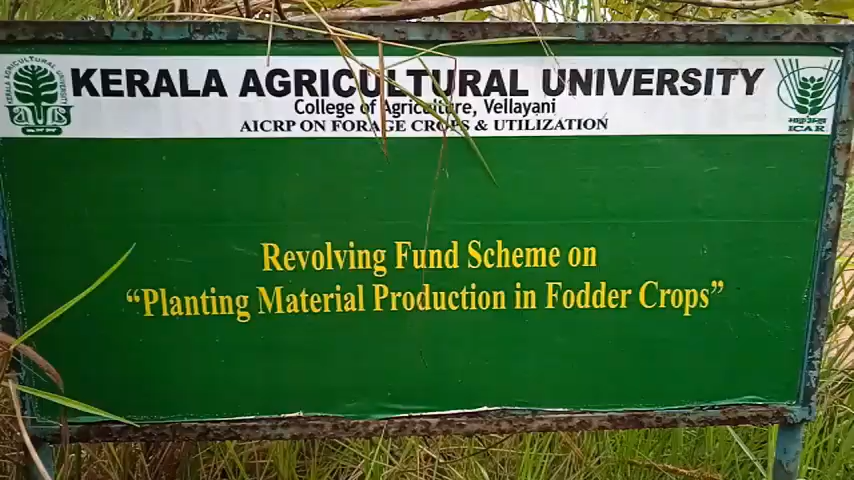 KERALA AGRICULTURAL UNIVERSITY
College of Agriculture, Vellayani
AICRP ON FORAGE CROPS & UTILIZATION
ICAR
Revolving Fund Scheme on
“Planting Material Production in Fodder Crops”